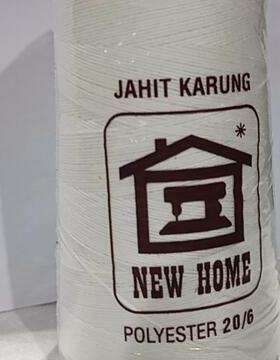 JAHIT KARUNG
NEW HOME
POLYESTER 20/6